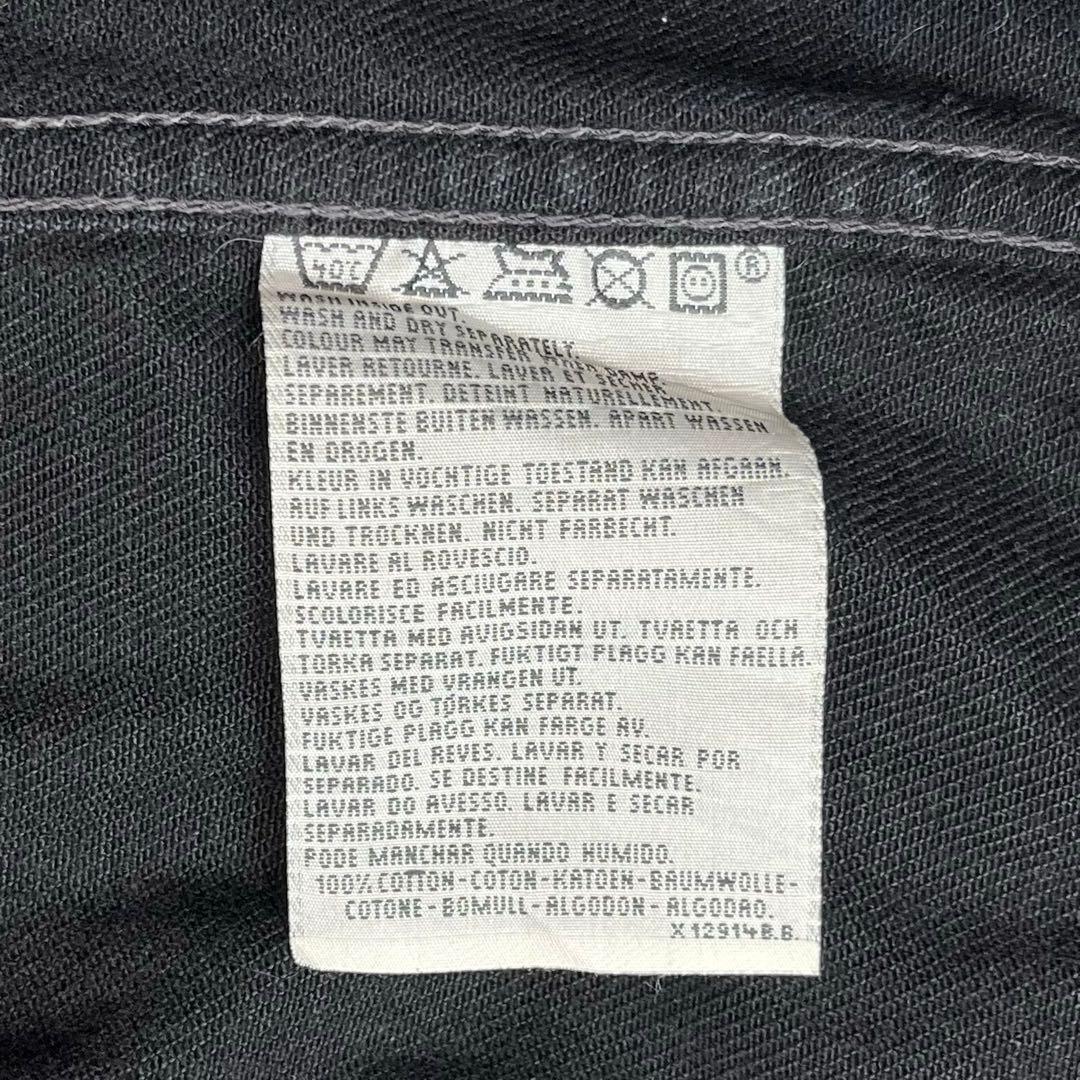 40C
®
WASH INSIDE OUT.
WASH AND DRY SEPARATELY.
COLOUR MAY TRANSFER WHEN DAMP.
LAVER RETOURNE. LAVER ET SECHER
SEPAREMENT. DETEINT NATURELLEMENT.
BINNENSTE BUITEN WASSEN. APART WASSEN
EN DROGEN.
KLEUR IN VOCHTIGE TOESTAND KAN AFGAAN.
AUF LINKS WASCHEN. SEPARAT WASCHEN
UND TROCKNEN. NICHT FARBECHT.
LAVARE AL ROVESCIO.
LAVARE ED ASCIUGARE SEPARATAMENTE.
SCOLORISCE FACILMENTE.
TVAETTA MED AVIGSIDAN UT. TVAETTA OCH
TORKA SEPARAT. FUKTIGT PLAGG KAN FAELLA.
VASKES MED VRANGEN UT.
VASKES OG TORKES SEPARAT.
FUKTIGE PLAGG KAN FARGE AV.
LAVAR DEL REVES. LAVAR Y SECAR POR
SEPARADO. SE DESTINE FACILMENTE.
LAVAR DO AVESSO. LAVAR E SECAR
SEPARADAMENTE.
PODE MANCHAR QUANDO HUMIDO.
100% COTTON-COTON-KATOEN-BAUMWOLLE-
COTONE-BOMULL-ALGODON-ALGODAO.
X12914B.B.